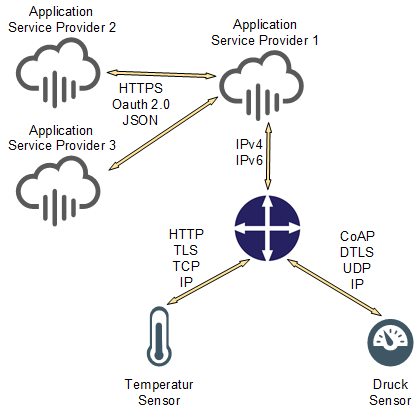 Application
Service Provider 2
Application
Service Provider 1
HTTPS
Oauth 2.0
JSON
Application
Service Provider 3
IPv4
IPv6
HTTP
TLS
TCP
IP
CoAP
DTLS
UDP
IP
Temperatur
Sensor
Druck
Sensor